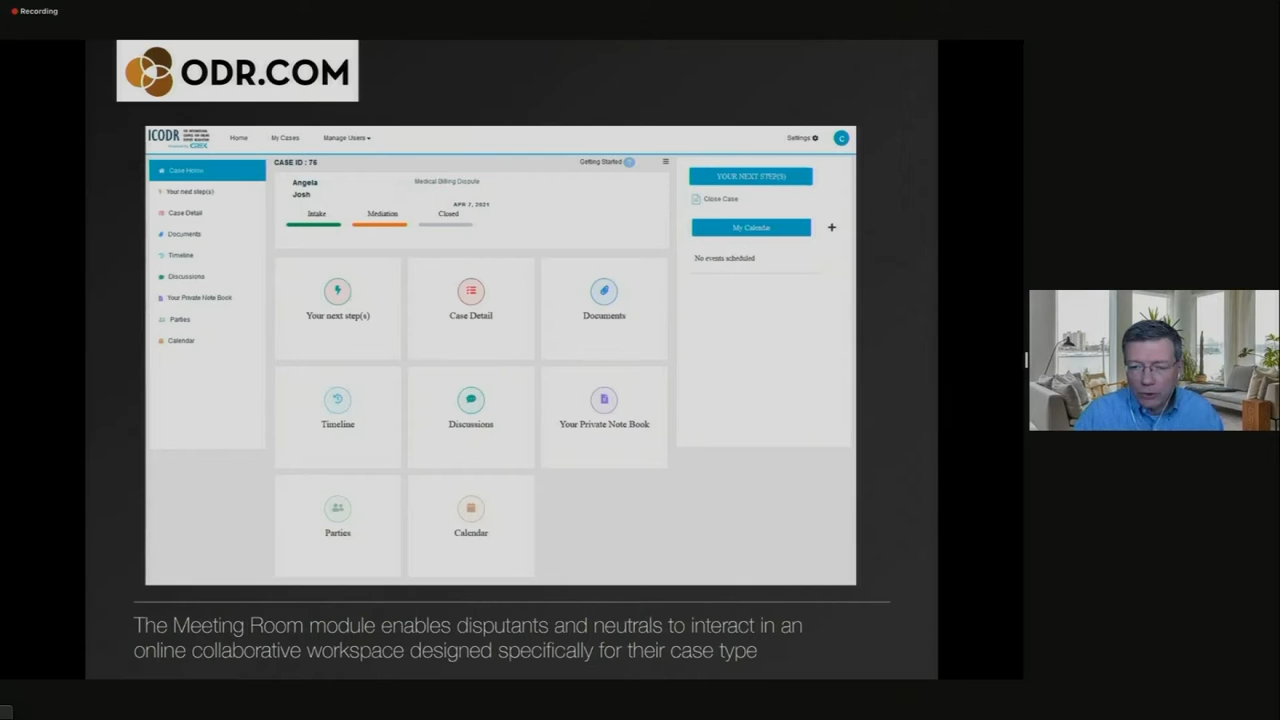 Recording
ODR.COM
ICODR
Home
My Cases
Manage Users
Settings
C
Case Home
Your next step(s)
Case Detail
Documents
Timeline
Discussions
Your Private Note Book
Parties
Calendar
CASE ID : 76
Getting Started
Angela
Josh
Medical Billing Dispute
APR 7, 2021
Intake
Mediation
Closed
YOUR NEXT STEP(S)
Close Case
My Calendar
No events scheduled
Your next step(s)
Case Detail
Documents
Timeline
Discussions
Your Private Note Book
Parties
Calendar
The Meeting Room module enables disputants and neutrals to interact in an
online collaborative workspace designed specifically for their case type